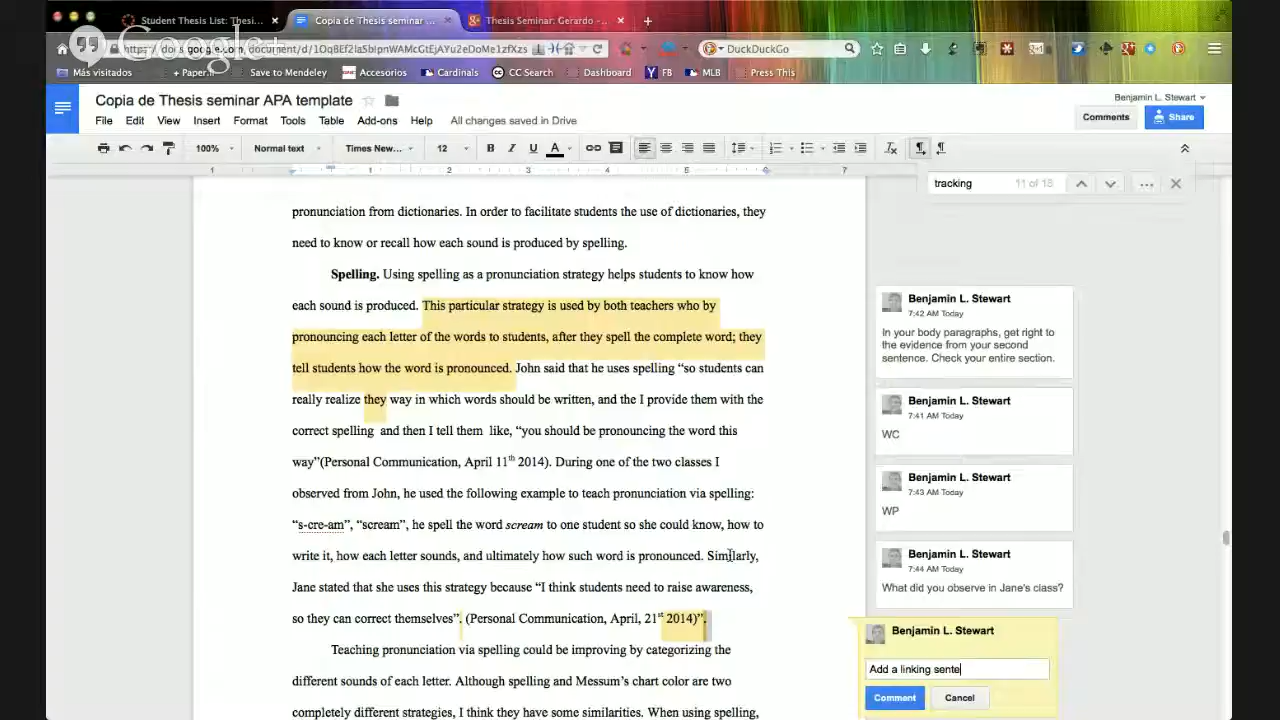 Student Thesis List: Thesi...
Copia de Thesis seminar...
Thesis Seminar: Gerardo -...
Google+
DuckDuckGo
Más visitados
+ Paper...
Save to Mendeley
Accesorios
Cardinals
CC Search
Dashboard
FB
MLB
Press This
Copia de Thesis seminar APA template
Benjamin L. Stewart
File Edit View Insert Format Tools Table Add-ons Help All changes saved in Drive
Comments
Share
100% Normal text Times New... 12 B I U A
1 1 2 3 4 5 6 7
tracking 11 of 13
pronunciation from dictionaries. In order to facilitate students the use of dictionaries, they
need to know or recall how each sound is produced by spelling.
Spelling. Using spelling as a pronunciation strategy helps students to know how
each sound is produced. This particular strategy is used by both teachers who by
pronouncing each letter of the words to students, after they spell the complete word; they
tell students how the word is pronounced. John said that he uses spelling “so students can
really realize they way in which words should be written, and the I provide them with the
correct spelling and then I tell them like, “you should be pronouncing the word this
way”(Personal Communication, April 11th 2014). During one of the two classes I
observed from John, he used the following example to teach pronunciation via spelling:
“s-cre-am”, “scream”, he spell the word scream to one student so she could know, how to
write it, how each letter sounds, and ultimately how such word is pronounced. Similarly,
Jane stated that she uses this strategy because “I think students need to raise awareness,
so they can correct themselves”. (Personal Communication, April, 21st 2014)”.
Teaching pronunciation via spelling could be improving by categorizing the
different sounds of each letter. Although spelling and Messum’s chart color are two
completely different strategies, I think they have some similarities. When using spelling,
Benjamin L. Stewart
7:42 AM Today
In your body paragraphs, get right to
the evidence from your second
sentence. Check your entire section.
Benjamin L. Stewart
7:41 AM Today
WC
Benjamin L. Stewart
7:43 AM Today
WP
Benjamin L. Stewart
7:44 AM Today
What did you observe in Jane's class?
Benjamin L. Stewart
Add a linking sente
Comment
Cancel